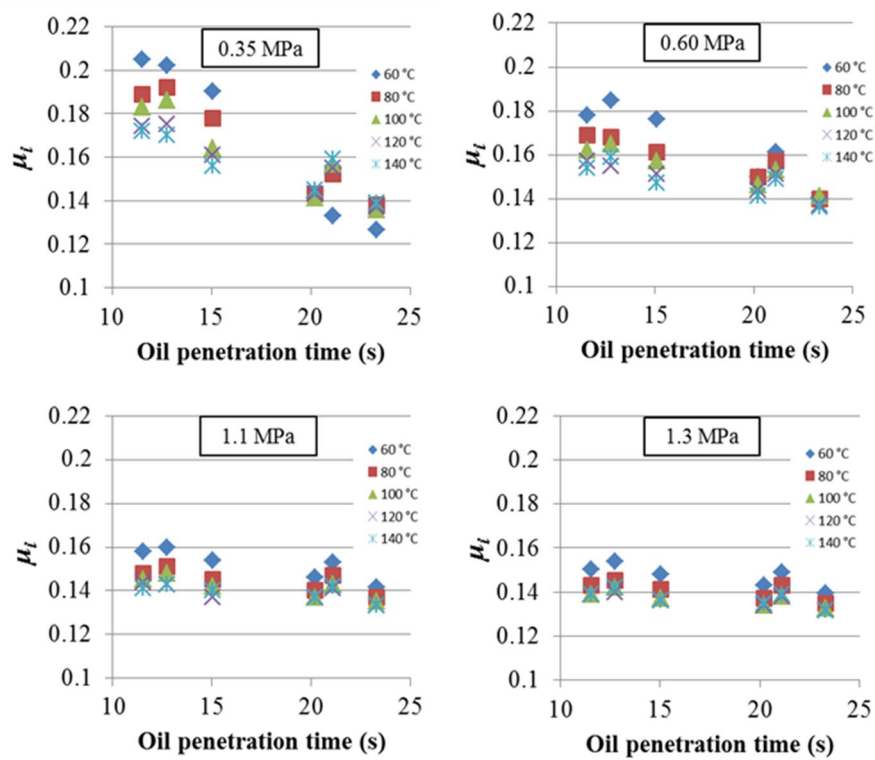 0.22
0.2
0.18
0.16
0.14
0.12
0.1
μi
0.35 MPa
60 °C
80 °C
100 °C
120 °C
140 °C
10 15 20 25
Oil penetration time (s)
0.22
0.2
0.18
0.16
0.14
0.12
0.1
μi
0.60 MPa
60 °C
80 °C
100 °C
120 °C
140 °C
10 15 20 25
Oil penetration time (s)
0.22
0.2
0.18
0.16
0.14
0.12
0.1
μi
1.1 MPa
60 °C
80 °C
100 °C
120 °C
140 °C
10 15 20 25
Oil penetration time (s)
0.22
0.2
0.18
0.16
0.14
0.12
0.1
μi
1.3 MPa
60 °C
80 °C
100 °C
120 °C
140 °C
10 15 20 25
Oil penetration time (s)